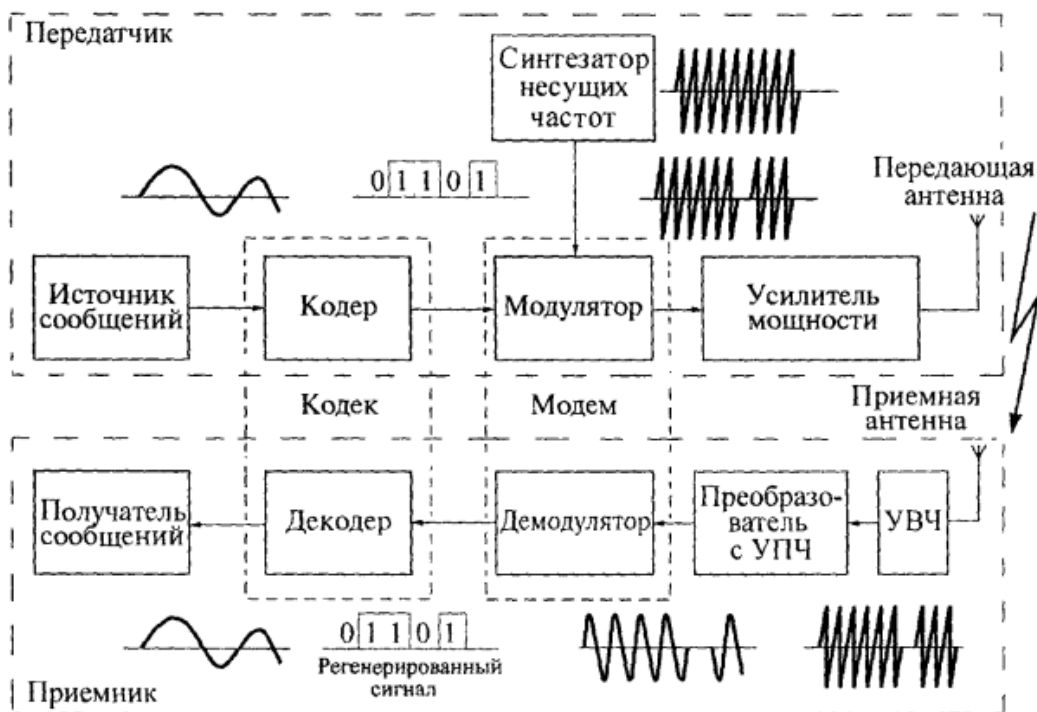 Передатчик
Синтезатор
несущих
частот
0 1 1 0 1
Передающая
антенна
Источник
сообщений
Кодер
Модулятор
Усилитель
мощности
Кодек
Модем
Приемная
антенна
Получатель
сообщений
Декодер
Демодулятор
Преобразо-
ватель
с УПЧ
УВЧ
0 1 1 0 1
Регенерированный
сигнал
Приемник